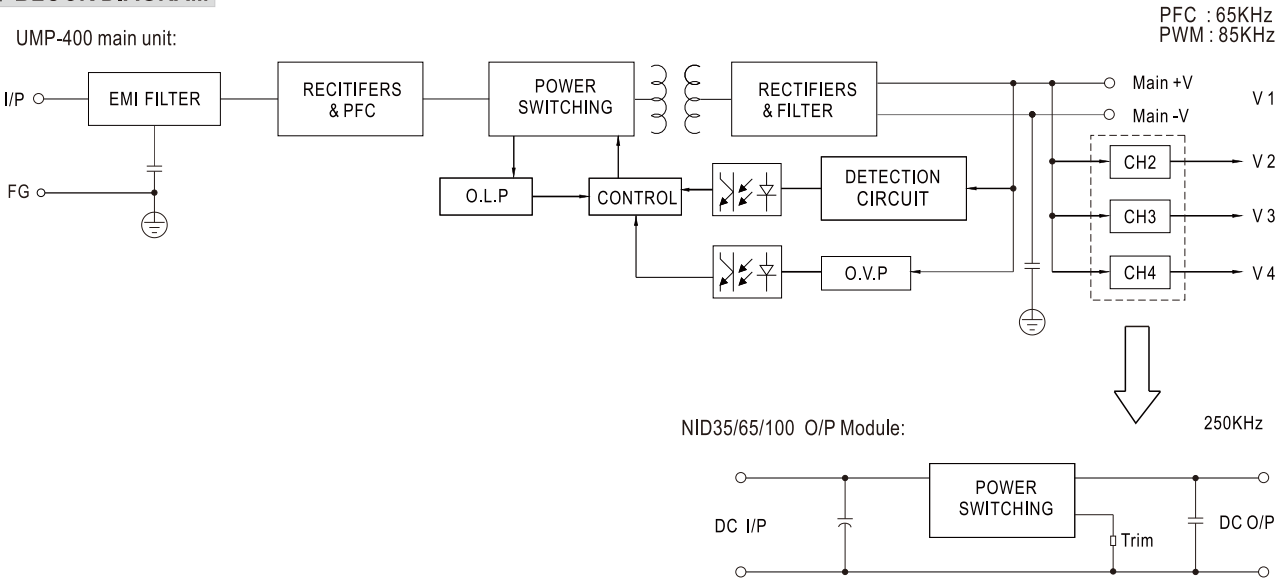 BLOCK DIAGRAM
PFC : 65KHz
PWM : 85KHz
UMP-400 main unit:
I/P
EMI FILTER
RECITIFERS
& PFC
POWER
SWITCHING
RECTIFIERS
& FILTER
Main +V
Main -V
V 1
FG
O.L.P
CONTROL
DETECTION
CIRCUIT
CH2
V 2
CH3
V 3
O.V.P
CH4
V 4
NID35/65/100 O/P Module:
250KHz
DC I/P
POWER
SWITCHING
Trim
DC O/P